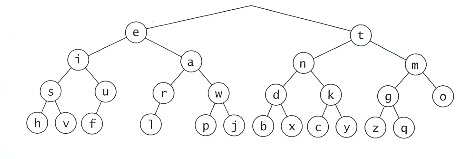 e t
i a n m
s u r w d k g o
h v f l p j b x c y z q